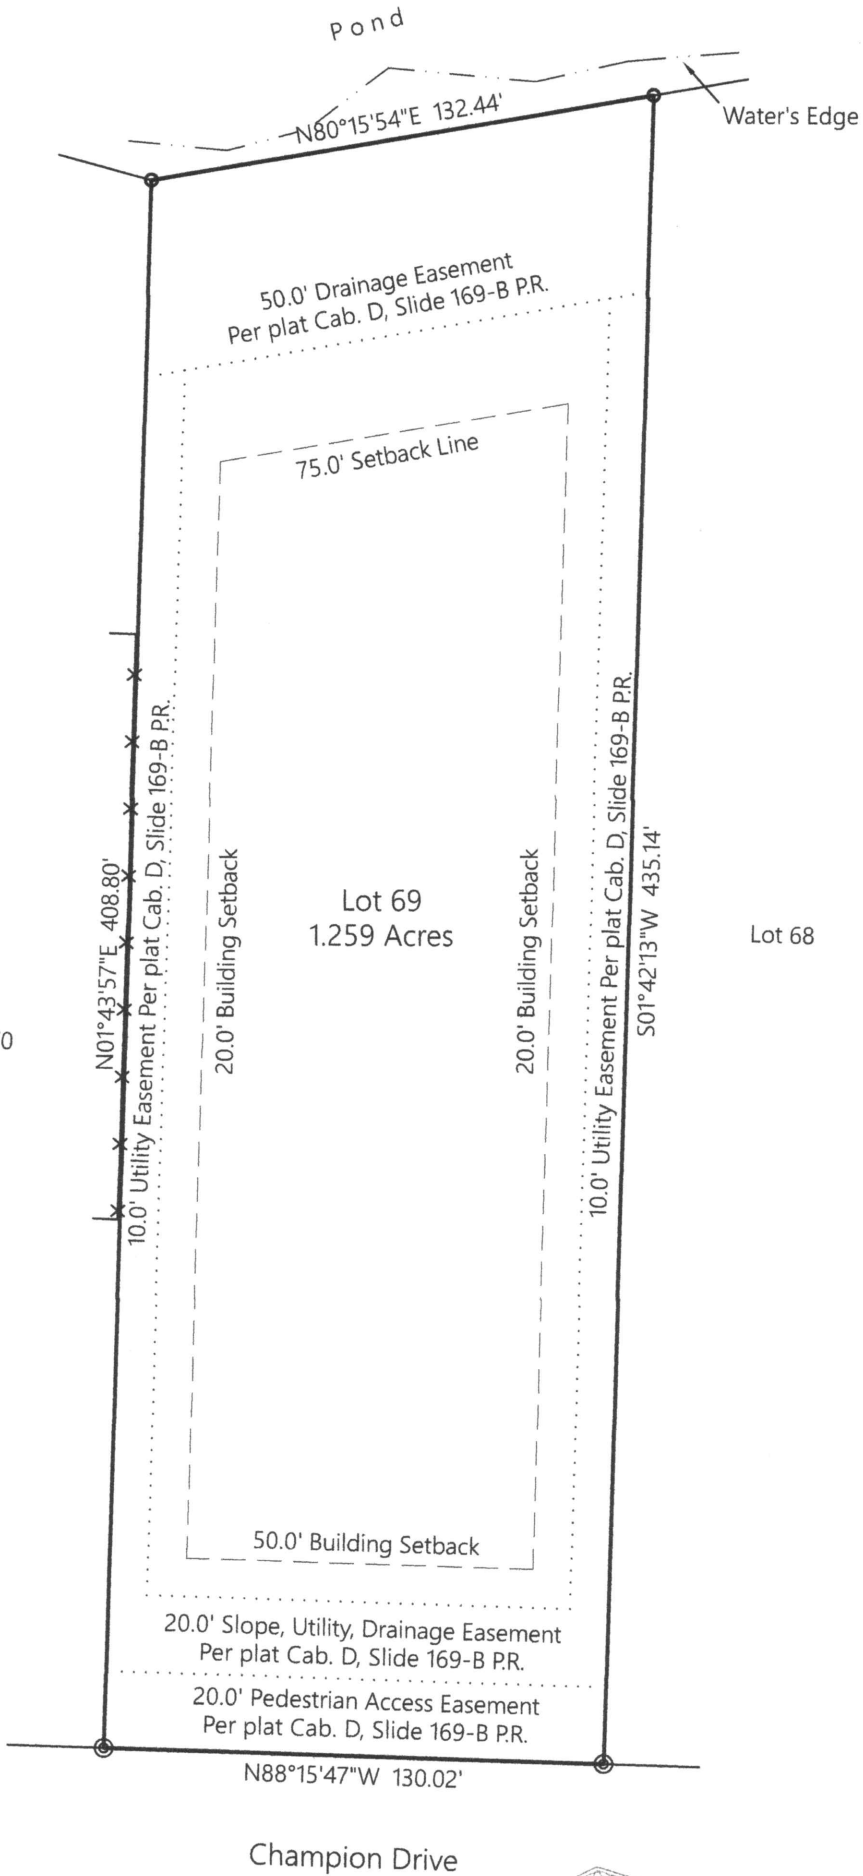 Pond
Water's Edge
N80°15'54"E 132.44'
50.0' Drainage Easement
Per plat Cab. D, Slide 169-B P.R.
75.0' Setback Line
10.0' Utility Easement Per plat Cab. D, Slide 169-B P.R.
N01°43'57"E 408.80'
20.0' Building Setback
Lot 69
1.259 Acres
20.0' Building Setback
10.0' Utility Easement Per plat Cab. D, Slide 169-B P.R.
S01°42'13"W 435.14'
Lot 68
0
50.0' Building Setback
20.0' Slope, Utility, Drainage Easement
Per plat Cab. D, Slide 169-B P.R.
20.0' Pedestrian Access Easement
Per plat Cab. D, Slide 169-B P.R.
N88°15'47"W 130.02'
Champion Drive